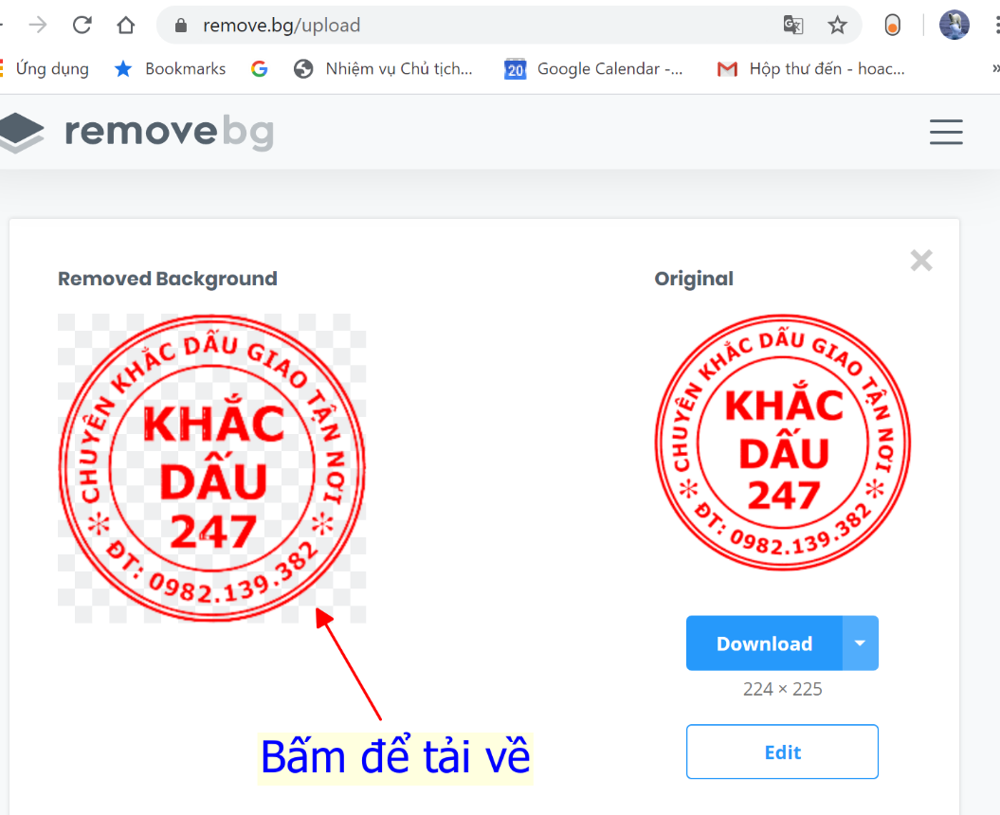 remove.bg/upload
Ứng dụng
Bookmarks
Nhiệm vụ Chủ tịch...
20
Google Calendar -...
Hộp thư đến - hoac...
»
removebg
Removed Background
Original
CHUYÊN KHẮC DẤU GIAO TẬN NƠI
KHẮC
DẤU
247
* ĐT: 0982.139.382 *
CHUYÊN KHẮC DẤU GIAO TẬN NƠI
KHẮC
DẤU
247
* ĐT: 0982.139.382 *
Download
224 × 225
Edit
Bấm để tải về